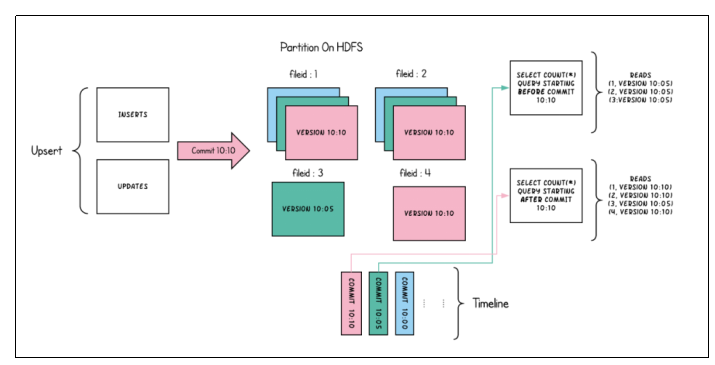 Partition On HDFS
fileid : 1
fileid : 2
Upsert
INSERTS
UPDATES
Commit 10:10
VERSION 10:10
VERSION 10:10
fileid : 3
fileid : 4
VERSION 10:05
VERSION 10:10
SELECT COUNT(*)
QUERY STARTING
BEFORE COMMIT
10:10
READS
(1, VERSION 10:05)
(2, VERSION 10:05)
(3:VERSION 10:05)
SELECT COUNT(*)
QUERY STARTING
AFTER COMMIT
10:10
READS
(1, VERSION 10:10)
(2, VERSION 10:10)
(3, VERSION 10:05)
(4, VERSION 10:10)
COMMIT 10:10
COMMIT 10:05
COMMIT 10:00
Timeline